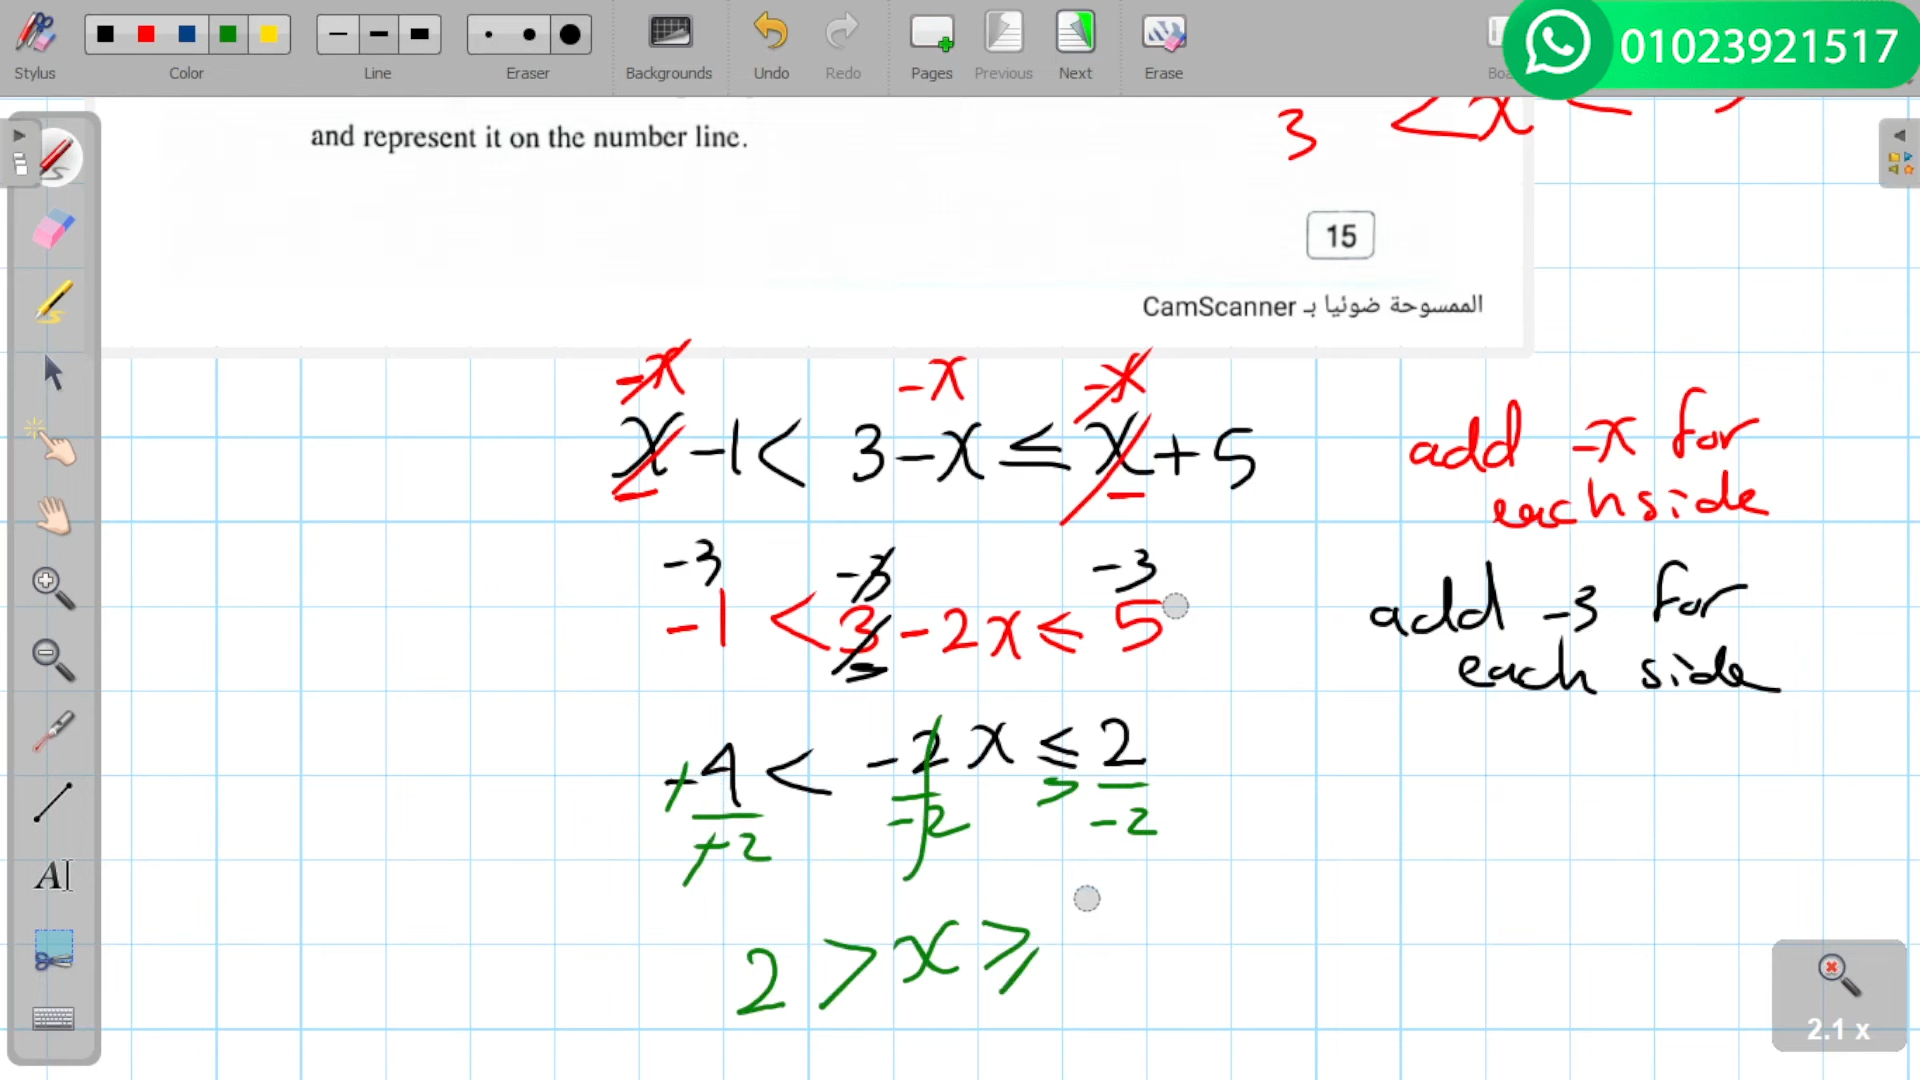 Stylus Color Line Eraser Backgrounds Undo Redo Pages Previous Next Erase
01023921517
and represent it on the number line.
3 < x <
15
الممسوحة ضوئيا بـ CamScanner
-x -x -x
x - 1 < 3 - x ≤ x + 5
add -x for
each side
-3 -3 -3
-1 < 3 - 2x ≤ 5
add -3 for
each side
-4 < -2x ≤ 2
-2 -2 -2
2 > x ≥
2.1 x